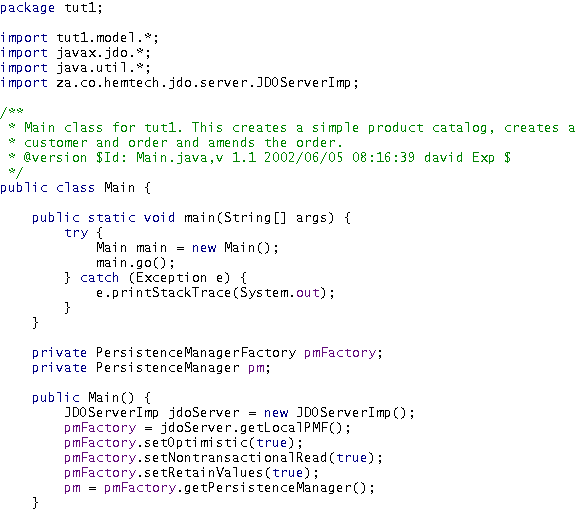 package tut1;

import tut1.model.*;
import javax.jdo.*;
import java.util.*;
import za.co.hemtech.jdo.server.JDOServerImp;

/**
 * Main class for tut1. This creates a simple product catalog, creates a
 * customer and order and amends the order.
 * @version $Id: Main.java,v 1.1 2002/06/05 08:16:39 david Exp $
 */
public class Main {

    public static void main(String[] args) {
        try {
            Main main = new Main();
            main.go();
        } catch (Exception e) {
            e.printStackTrace(System.out);
        }
    }

    private PersistenceManagerFactory pmFactory;
    private PersistenceManager pm;

    public Main() {
        JDOServerImp jdoServer = new JDOServerImp();
        pmFactory = jdoServer.getLocalPMF();
        pmFactory.setOptimistic(true);
        pmFactory.setNontransactionalRead(true);
        pmFactory.setRetainValues(true);
        pm = pmFactory.getPersistenceManager();
    }